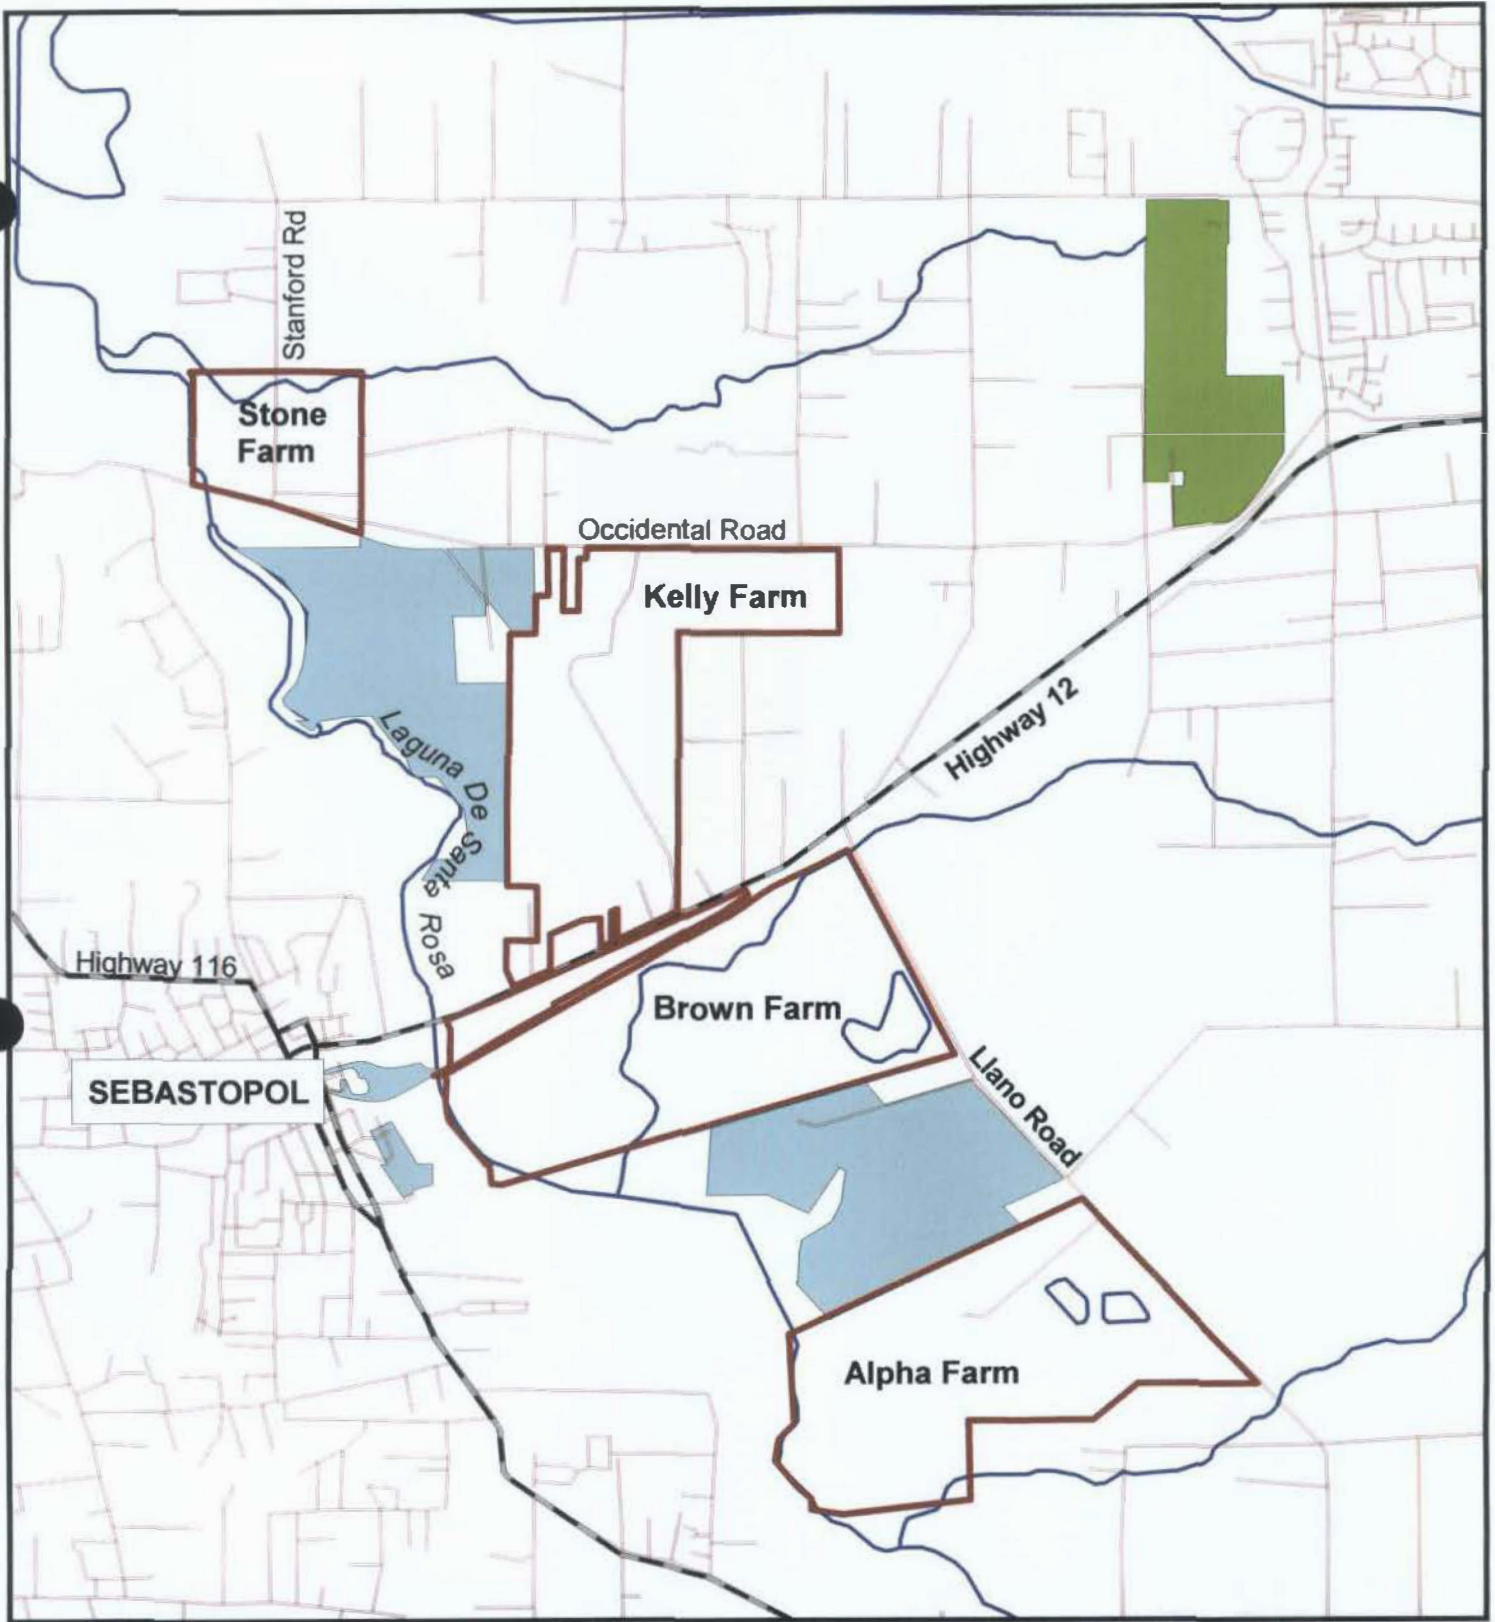 Stanford Rd
Stone
Farm
Occidental Road
Kelly Farm
Highway 12
Laguna De
Santa
Rosa
Highway 116
Brown Farm
SEBASTOPOL
Llano Road
Alpha Farm